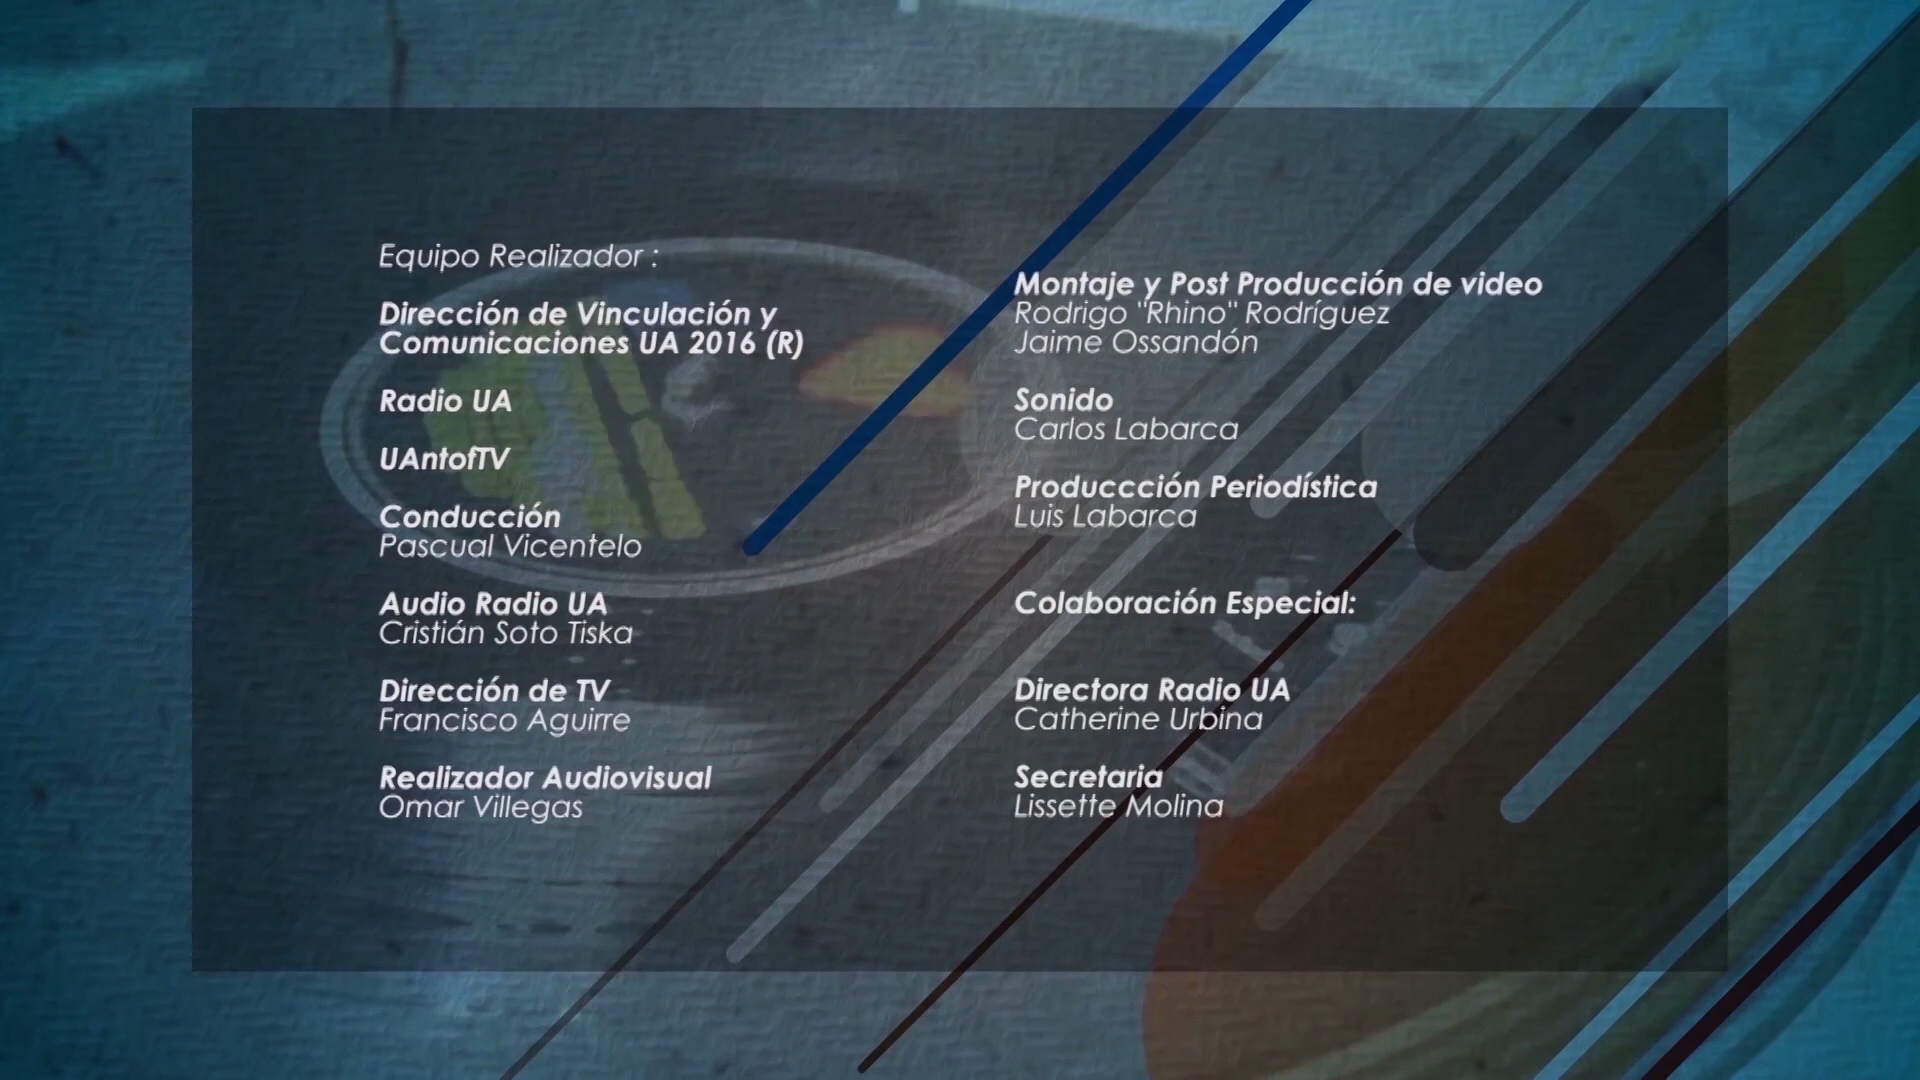 Equipo Realizador :
Dirección de Vinculación y
Comunicaciones UA 2016 (R)
Radio UA
UAntofTV
Conducción
Pascual Vicentelo
Audio Radio UA
Cristián Soto Tiska
Dirección de TV
Francisco Aguirre
Realizador Audiovisual
Omar Villegas
Montaje y Post Producción de video
Rodrigo "Rhino" Rodríguez
Jaime Ossandón
Sonido
Carlos Labarca
Produccción Periodística
Luis Labarca
Colaboración Especial:
Directora Radio UA
Catherine Urbina
Secretaria
Lissette Molina